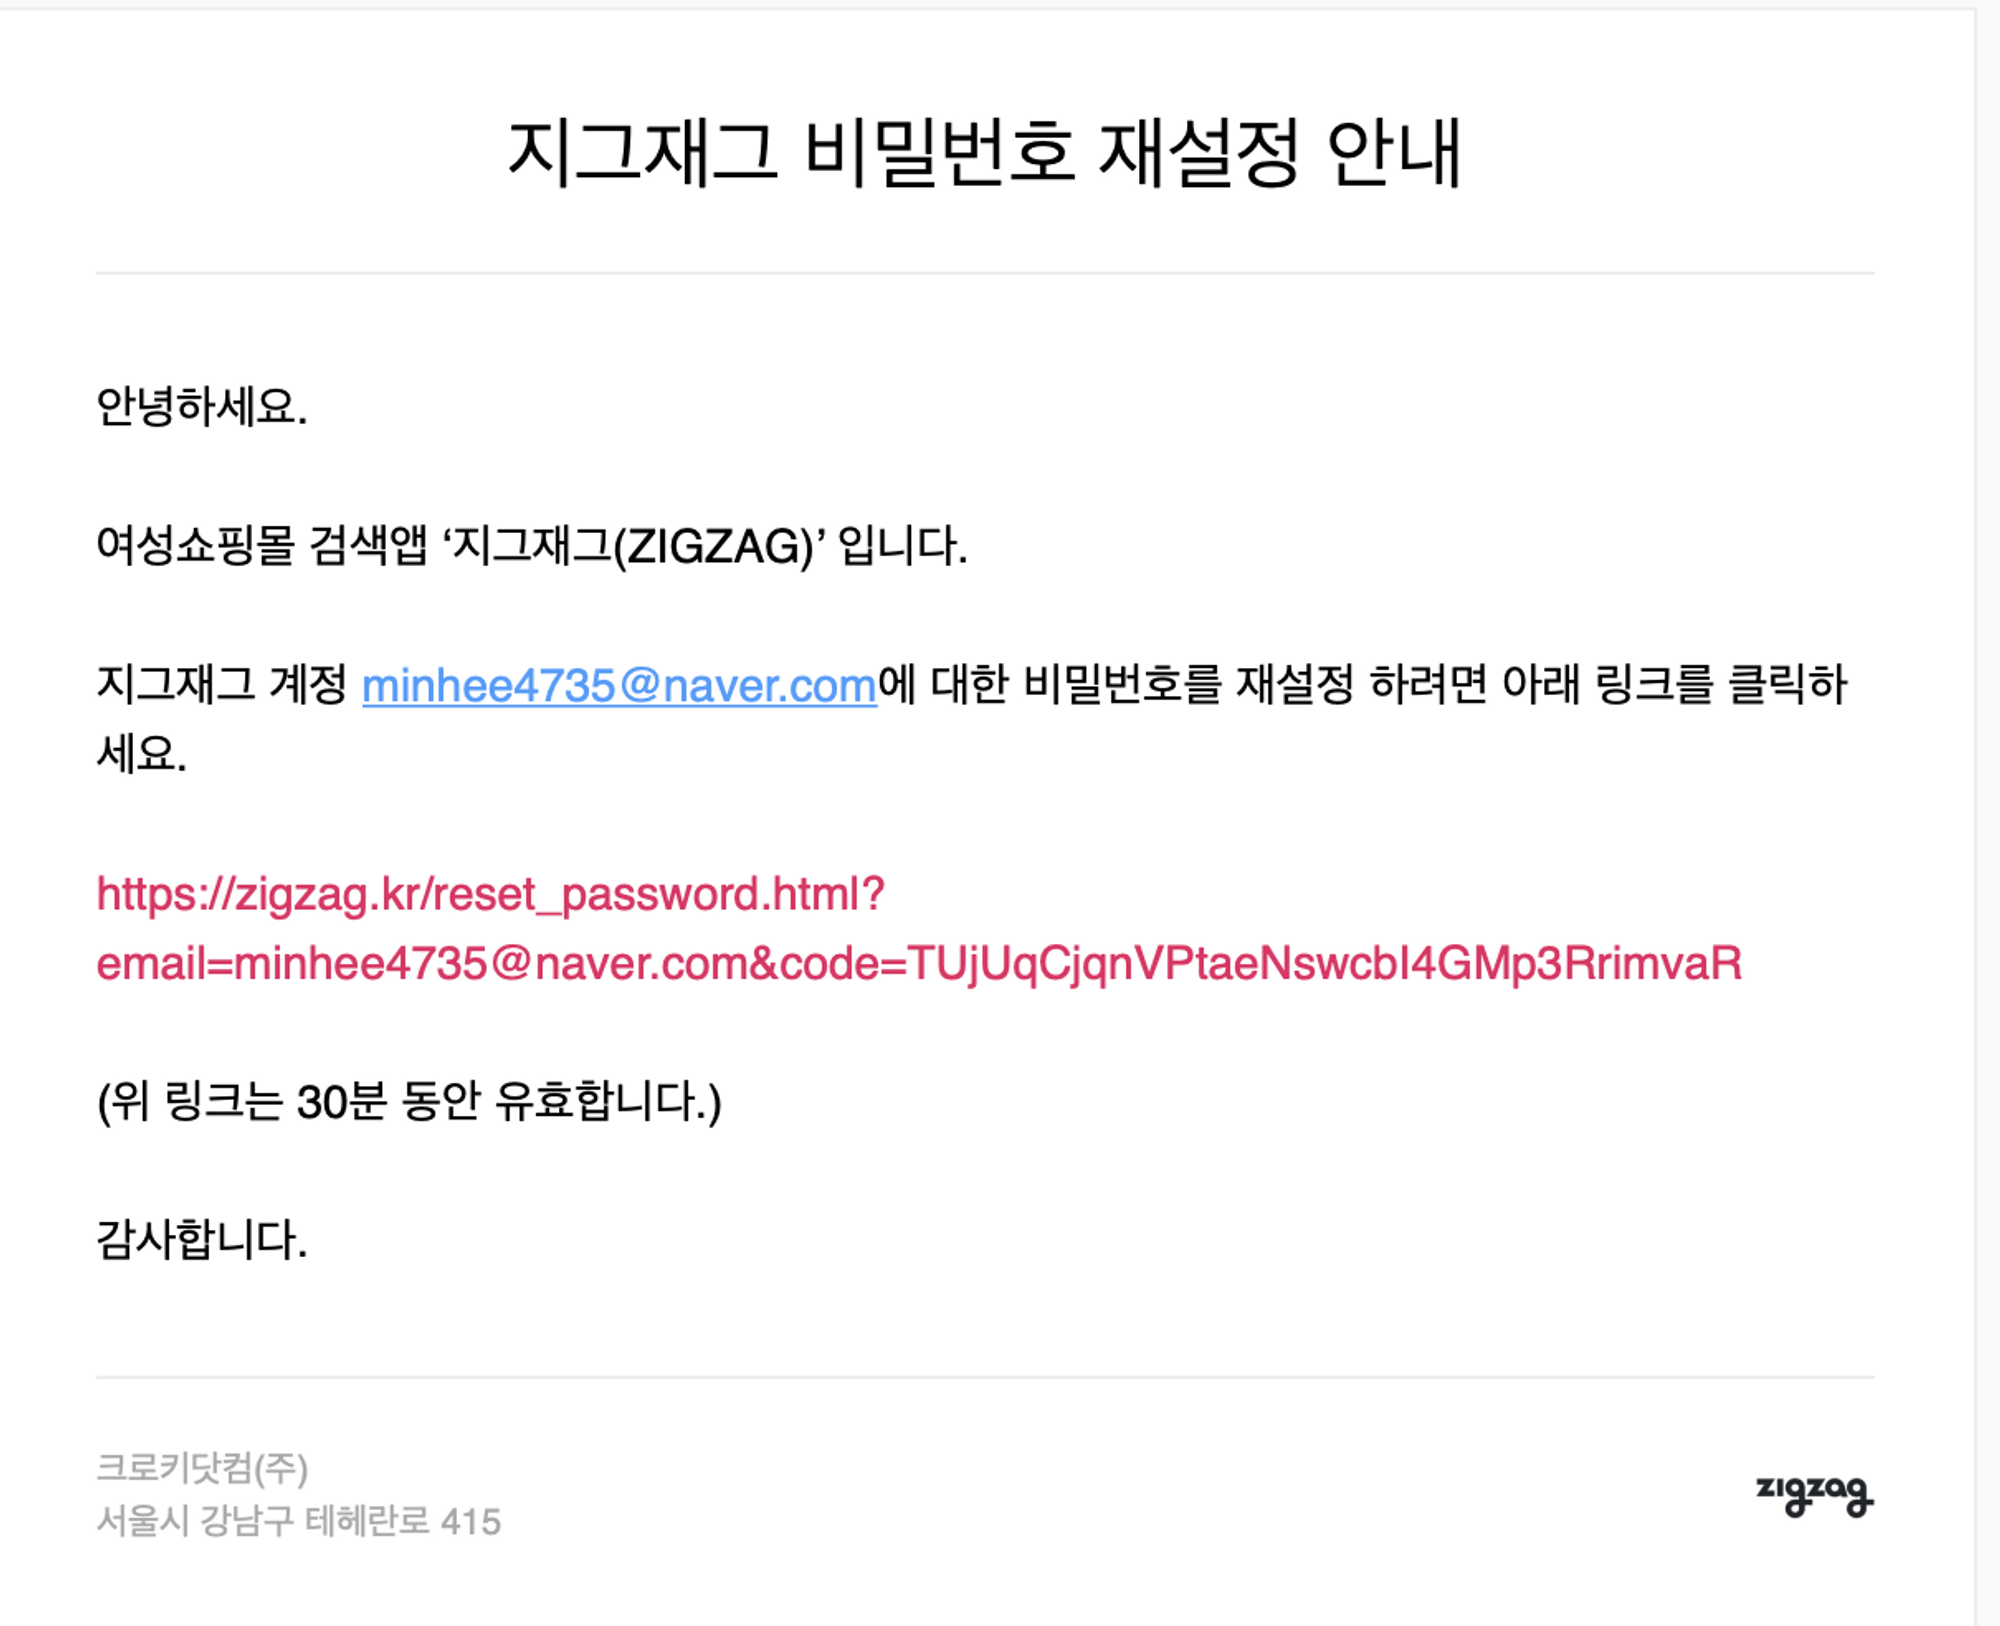 지그재그 비밀번호 재설정 안내
안녕하세요.
여성쇼핑몰 검색앱 ‘지그재그(ZIGZAG)’ 입니다.
지그재그 계정 minhee4735@naver.com에 대한 비밀번호를 재설정 하려면 아래 링크를 클릭하
세요.
https://zigzag.kr/reset_password.html?
email=minhee4735@naver.com&code=TUjUqCjqnVPtaeNswcbI4GMp3RrimvaR
(위 링크는 30분 동안 유효합니다.)
감사합니다.
크로키닷컴(주)
서울시 강남구 테헤란로 415
zigzag